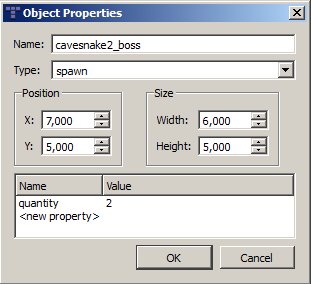 Object Properties
Name: cavesnake2_boss
Type: spawn
Position Size
X: 7,000 Width: 6,000
Y: 5,000 Height: 5,000
Name Value
quantity 2
<new property>
OK Cancel